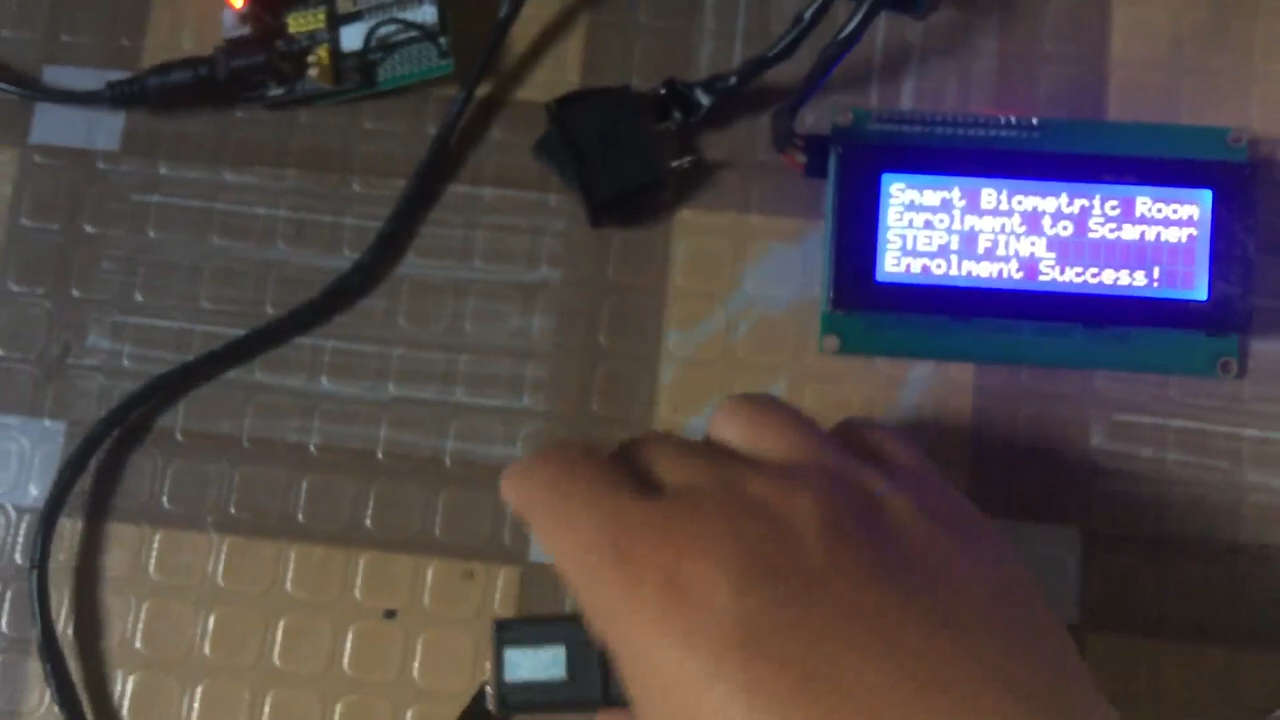 Smart Biometric Room
Enrolment to Scanner
STEP: FINAL
Enrolment Success!